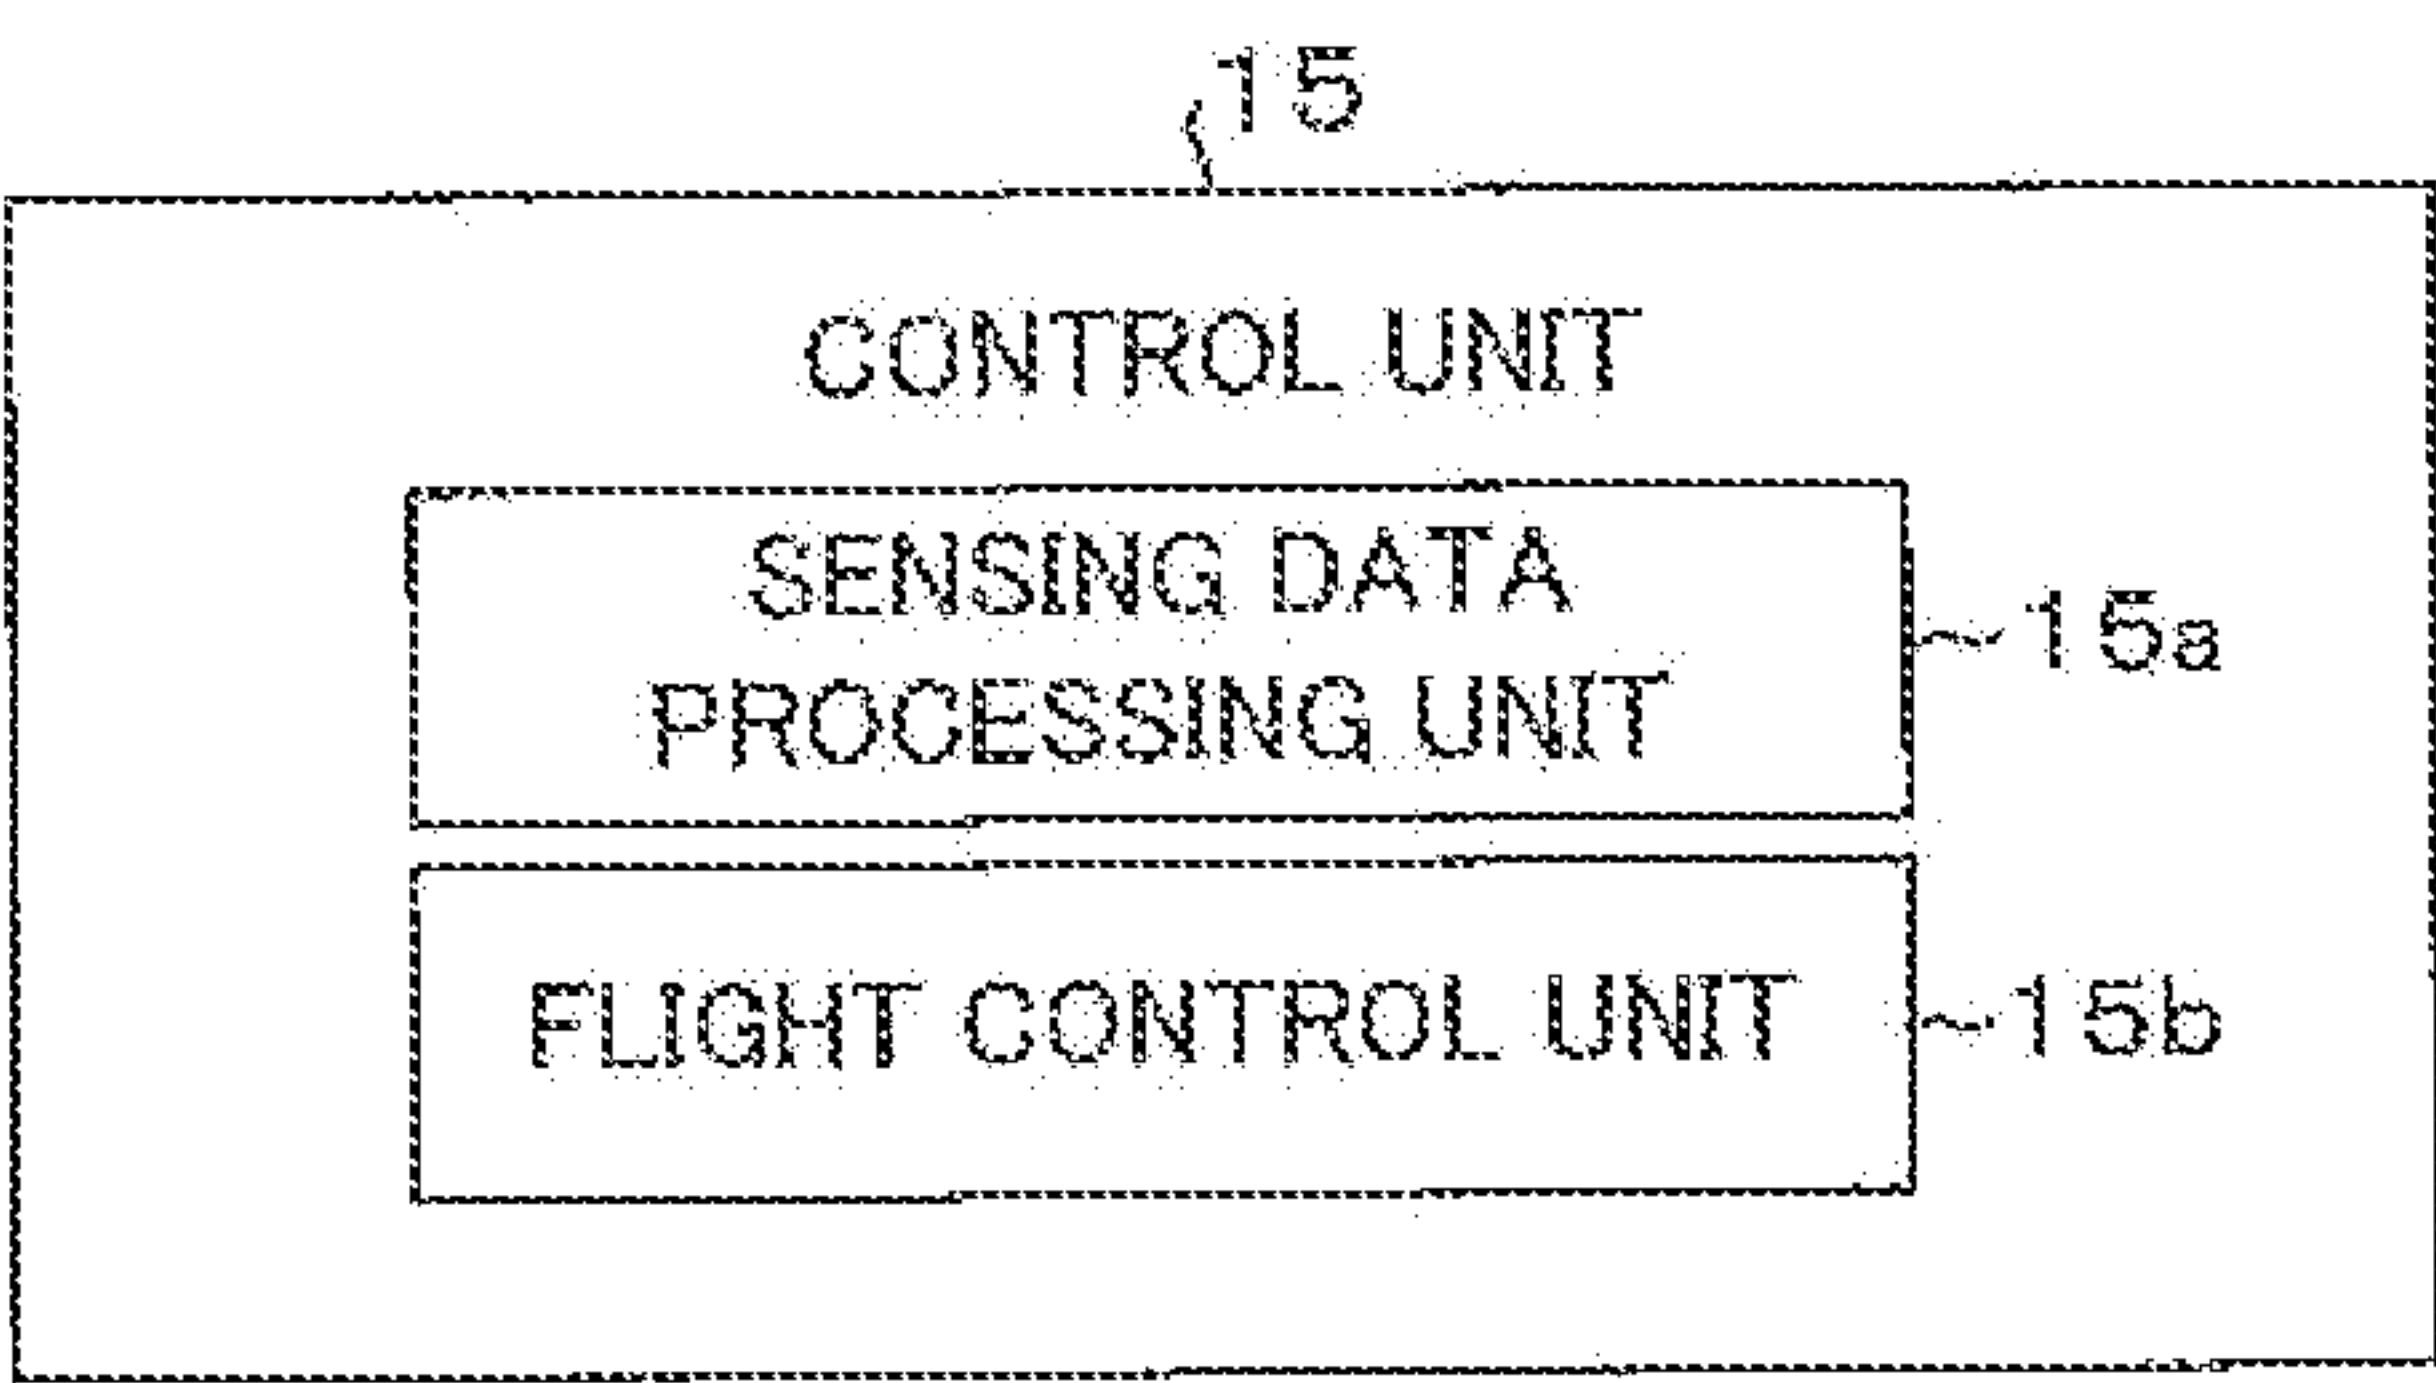 15
CONTROL UNIT
SENSING DATA
PROCESSING UNIT
15a
FLIGHT CONTROL UNIT
15b